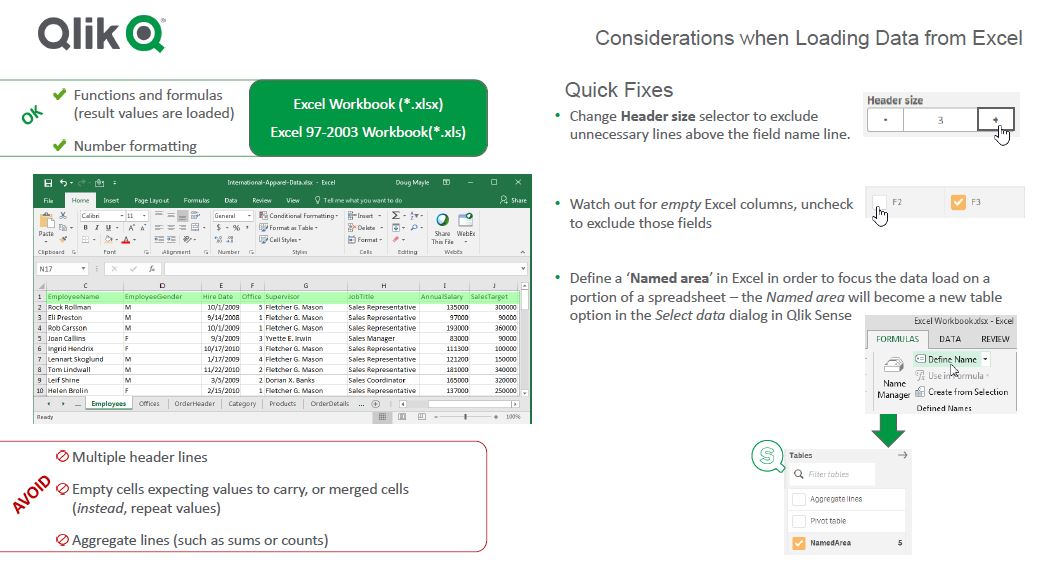 Qlik Q
Considerations when Loading Data from Excel
OK
Functions and formulas
(result values are loaded)
Number formatting
Excel Workbook (*.xlsx)
Excel 97-2003 Workbook(*.xls)
International-Apparel-Data.xlsx - Excel
Doug Mayle
File Home Insert Page Layout Formulas Data Review View Tell me what you want to do Share
Paste
Calibri 11
B I U
General
$ % ,
Conditional Formatting
Format as Table
Cell Styles
Insert
Delete
Format
Share This File
WebEx
Clipboard Font Alignment Number Styles Cells Editing WebEx
N17
fx
C D E F G H I J
1 EmployeeName EmployeeGender Hire Date Office Supervisor JobTitle AnnualSalary SalesTarget
2 Rock Rollman M 10/1/2009 5 Fletcher G. Mason Sales Representative 135000 300000
3 Eli Preston M 9/14/2008 1 Fletcher G. Mason Sales Representative 97000 90000
4 Rob Carsson M 10/1/2009 1 Fletcher G. Mason Sales Representative 193000 360000
5 Joan Callins F 9/3/2009 3 Yvette E. Irwin Sales Manager 83000 90000
6 Ingrid Hendrix F 10/17/2010 3 Fletcher G. Mason Sales Representative 111300 100000
7 Lennart Skoglund M 1/17/2009 4 Fletcher G. Mason Sales Representative 121200 150000
8 Tom Lindwall M 11/22/2010 2 Fletcher G. Mason Sales Representative 181000 340000
9 Leif Shine M 3/5/2009 2 Dorian X. Banks Sales Coordinator 165000 320000
10 Helen Brolin F 2/15/2010 1 Fletcher G. Mason Sales Representative 137000 250000
... Employees Offices OrderHeader Category Products OrderDetails ...
Ready
100%
AVOID
Multiple header lines
Empty cells expecting values to carry, or merged cells
(instead, repeat values)
Aggregate lines (such as sums or counts)
Quick Fixes
• Change Header size selector to exclude
unnecessary lines above the field name line.
Header size
- 3 +
• Watch out for empty Excel columns, uncheck
to exclude those fields
F2 F3
• Define a ‘Named area’ in Excel in order to focus the data load on a
portion of a spreadsheet – the Named area will become a new table
option in the Select data dialog in Qlik Sense
Excel Workbook.xlsx - Excel
FORMULAS DATA REVIEW
Name
Manager
Define Name
Use in Formula
Create from Selection
Defined Names
S
Tables
Filter tables
Aggregate lines
Pivot table
NamedArea 5